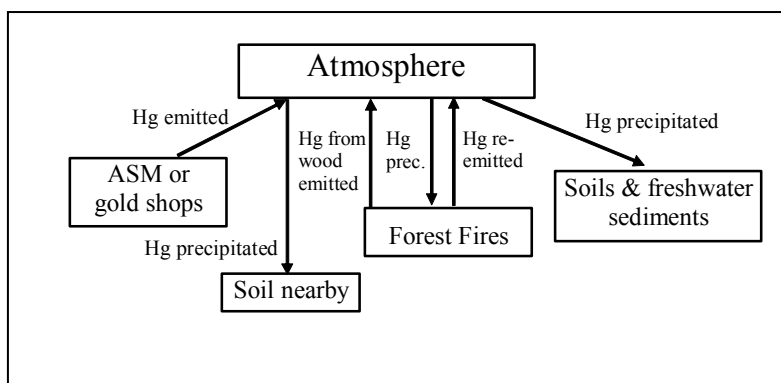 Atmosphere
Hg emitted
Hg from
wood
emitted
Hg
prec.
Hg re-
emitted
Hg precipitated
ASM or
gold shops
Soils & freshwater
sediments
Forest Fires
Hg precipitated
Soil nearby